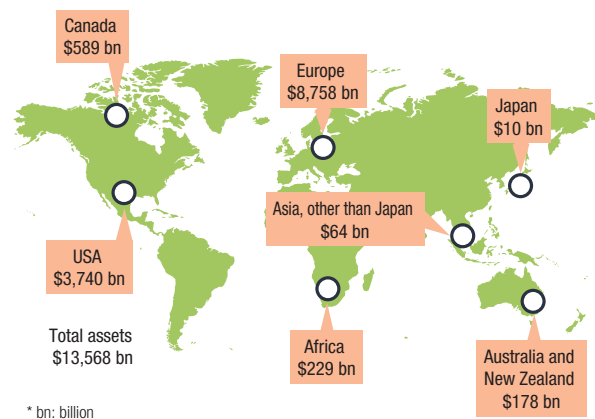 Canada
$589 bn
Europe
$8,758 bn
Japan
$10 bn
Asia, other than Japan
$64 bn
USA
$3,740 bn
Total assets
$13,568 bn
Africa
$229 bn
Australia and
New Zealand
$178 bn
* bn: billion